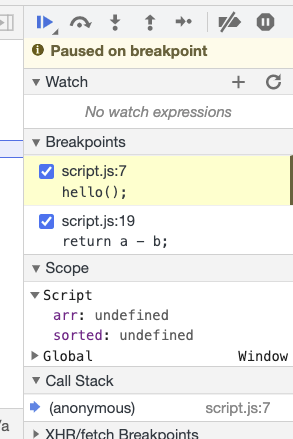 Paused on breakpoint
Watch
No watch expressions
Breakpoints
script.js:7
hello();
script.js:19
return a - b;
Scope
Script
arr: undefined
sorted: undefined
Global Window
Call Stack
(anonymous) script.js:7
/a
XHR/fetch Breakpoints